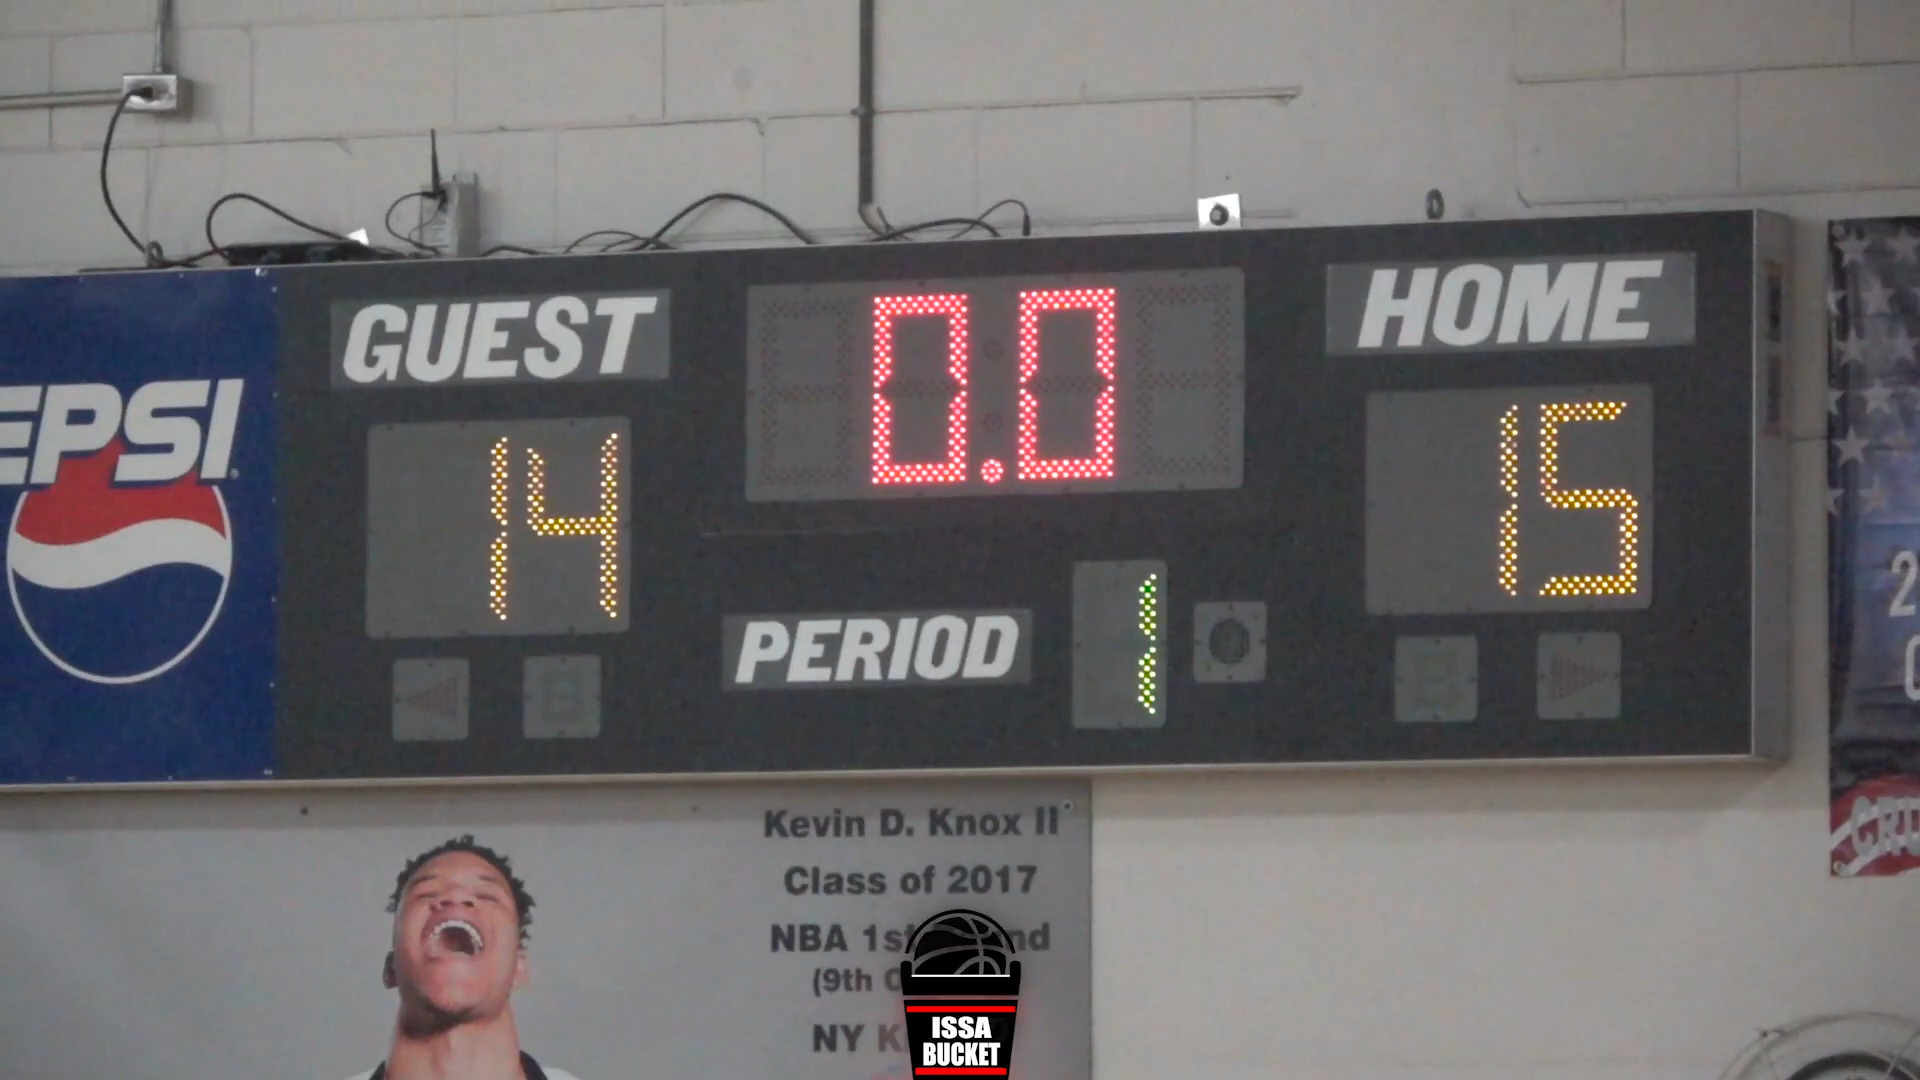 GUEST
0.0
HOME
EPSI
14
15
PERIOD
1
2
Kevin D. Knox II
Class of 2017
NBA 1st
(9th
NY
ISSA
BUCKET